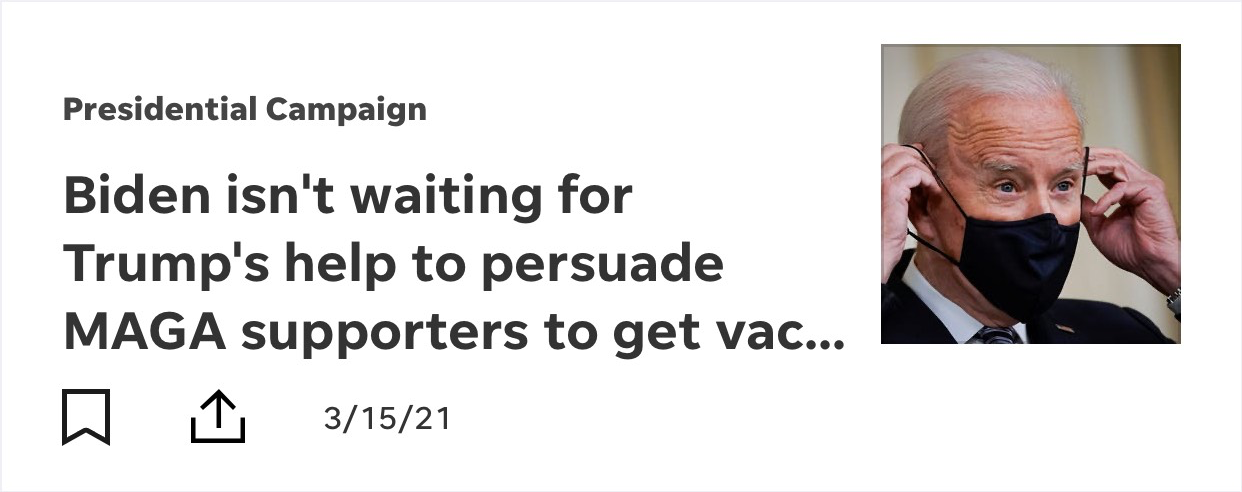 Presidential Campaign
Biden isn't waiting for
Trump's help to persuade
MAGA supporters to get vac...
3/15/21